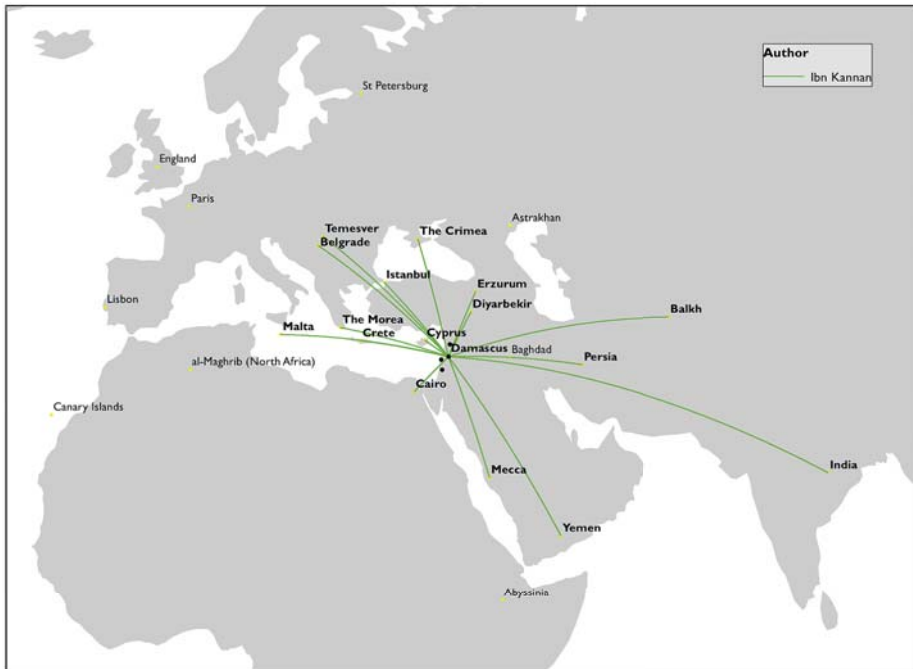 Author
Ibn Kannan
St Petersburg
England
Paris
Astrakhan
Temesver
The Crimea
Belgrade
Istanbul
Erzurum
Lisbon
Diyarbekir
Balkh
The Morea
Malta
Crete
Cyprus
Damascus
Baghdad
Persia
al-Maghrib (North Africa)
Cairo
Canary Islands
Mecca
India
Yemen
Abyssinia